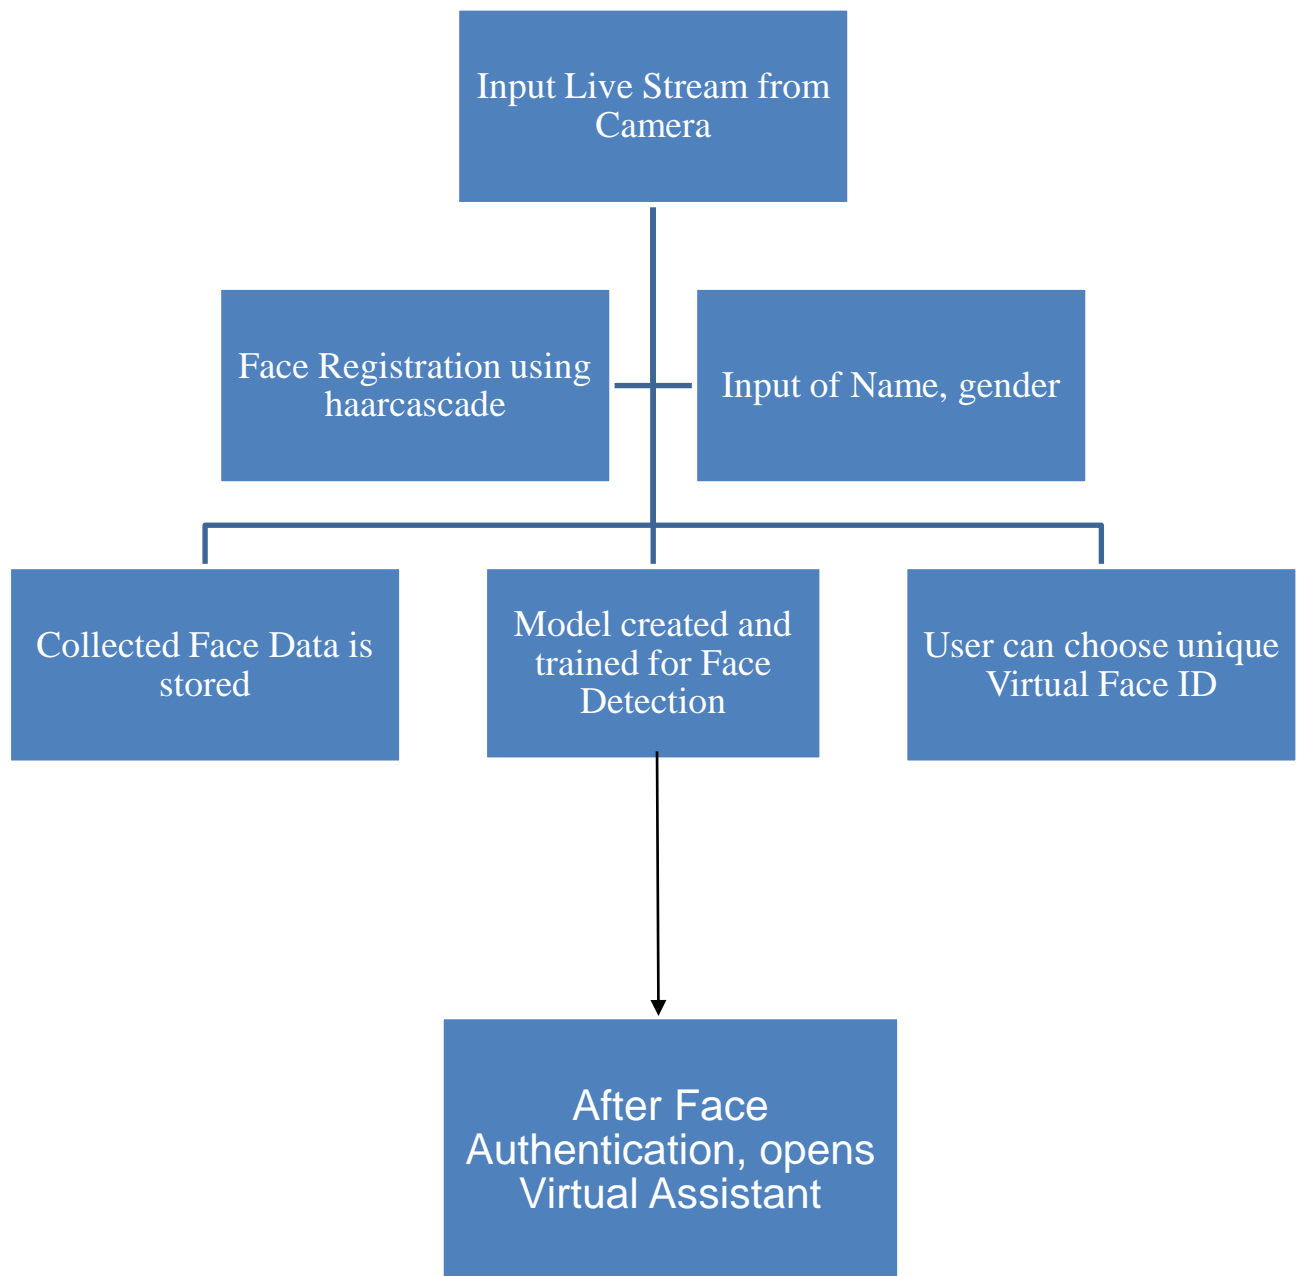 Input Live Stream from
Camera
Face Registration using
haarcascade
Input of Name, gender
Collected Face Data is
stored
Model created and
trained for Face
Detection
User can choose unique
Virtual Face ID
After Face
Authentication, opens
Virtual Assistant